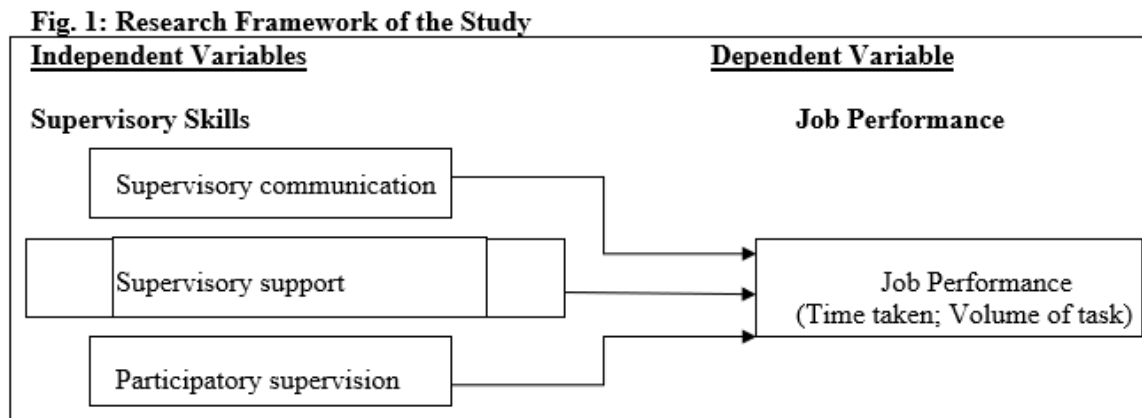 Fig. 1: Research Framework of the Study
Independent Variables
Dependent Variable
Supervisory Skills
Job Performance
Supervisory communication
Supervisory support
Job Performance
(Time taken; Volume of task)
Participatory supervision